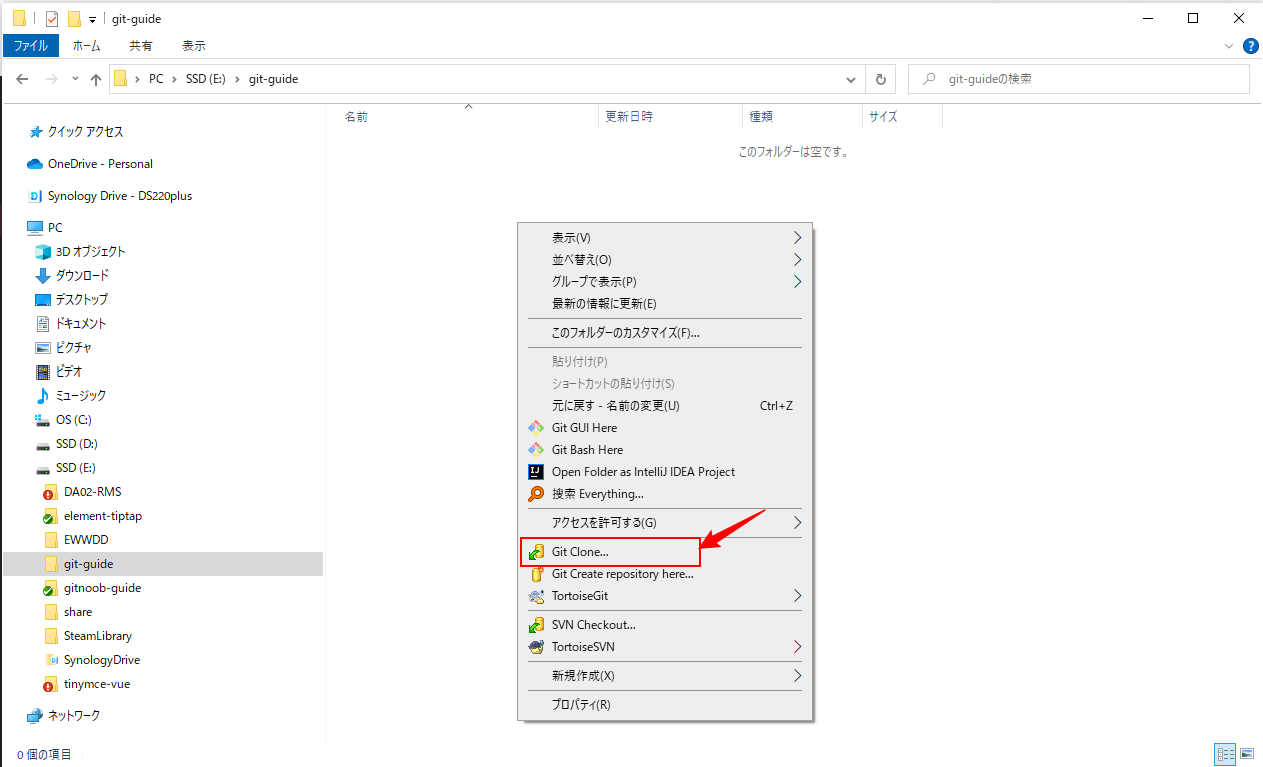 git-guide
ファイル ホーム 共有 表示
PC SSD (E:) git-guide
git-guideの検索
名前 更新日時 種類 サイズ
このフォルダーは空です。
クイック アクセス
OneDrive - Personal
Synology Drive - DS220plus
PC
3D オブジェクト
ダウンロード
デスクトップ
ドキュメント
ピクチャ
ビデオ
ミュージック
OS (C:)
SSD (D:)
SSD (E:)
DA02-RMS
element-tiptap
EWWDD
git-guide
gitnoob-guide
share
SteamLibrary
SynologyDrive
tinymce-vue
ネットワーク
表示(V)
並べ替え(O)
グループで表示(P)
最新の情報に更新(E)
このフォルダーのカスタマイズ(F)...
貼り付け(P)
ショートカットの貼り付け(S)
元に戻す - 名前の変更(U) Ctrl+Z
Git GUI Here
Git Bash Here
Open Folder as IntelliJ IDEA Project
搜索 Everything...
アクセスを許可する(G)
Git Clone...
Git Create repository here...
TortoiseGit
SVN Checkout...
TortoiseSVN
新規作成(X)
プロパティ(R)
0 個の項目